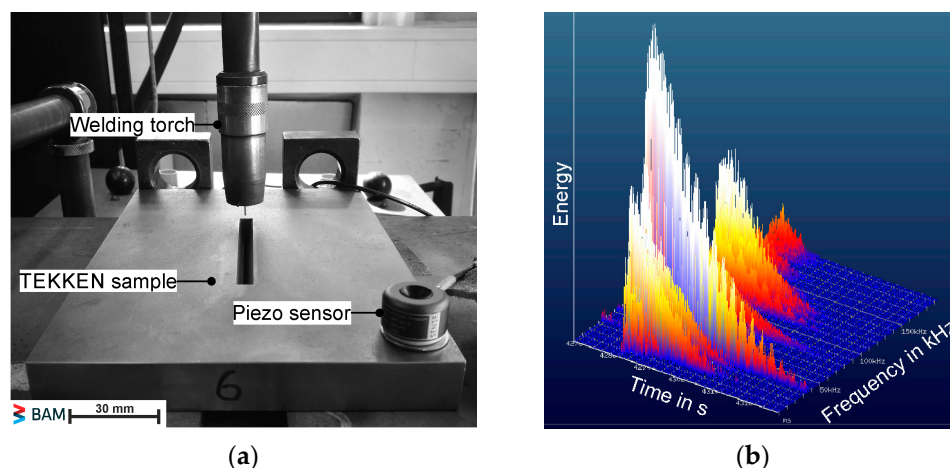 Welding torch
TEKKEN sample
Piezo sensor
6
BAM
30 mm
Energy
Time in s
Frequency in kHz
50kHz
100kHz
150kHz
ms
(a)
(b)